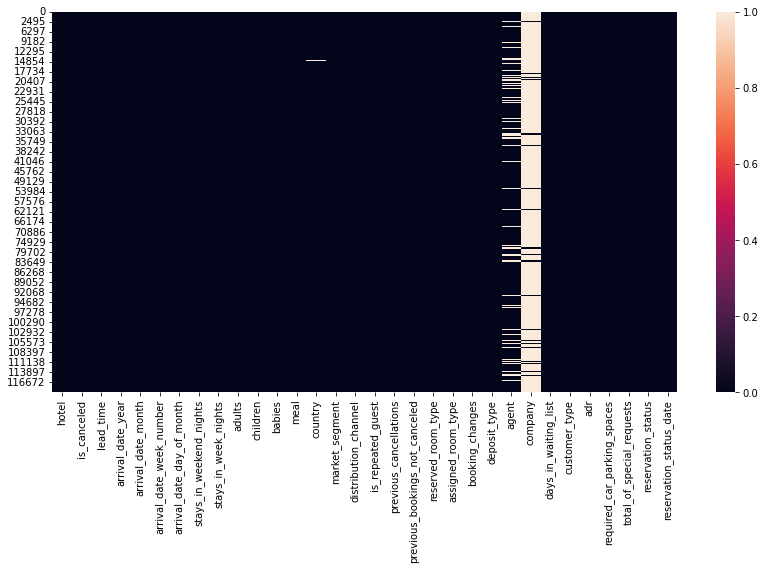 0
2495
6297
9182
12295
14854
17734
20407
22931
25445
27818
30392
33063
35749
38242
41046
45762
49129
53984
57576
62121
66174
70886
74929
79702
83649
86268
89052
92068
94682
97278
100290
102932
105573
108397
111138
113897
116672
hotel
is_canceled
lead_time
arrival_date_year
arrival_date_month
arrival_date_week_number
arrival_date_day_of_month
stays_in_weekend_nights
stays_in_week_nights
adults
children
babies
meal
country
market_segment
distribution_channel
is_repeated_guest
previous_cancellations
previous_bookings_not_canceled
reserved_room_type
assigned_room_type
booking_changes
deposit_type
agent
company
days_in_waiting_list
customer_type
adr
required_car_parking_spaces
total_of_special_requests
reservation_status
reservation_status_date
1.0
0.8
0.6
0.4
0.2
0.0